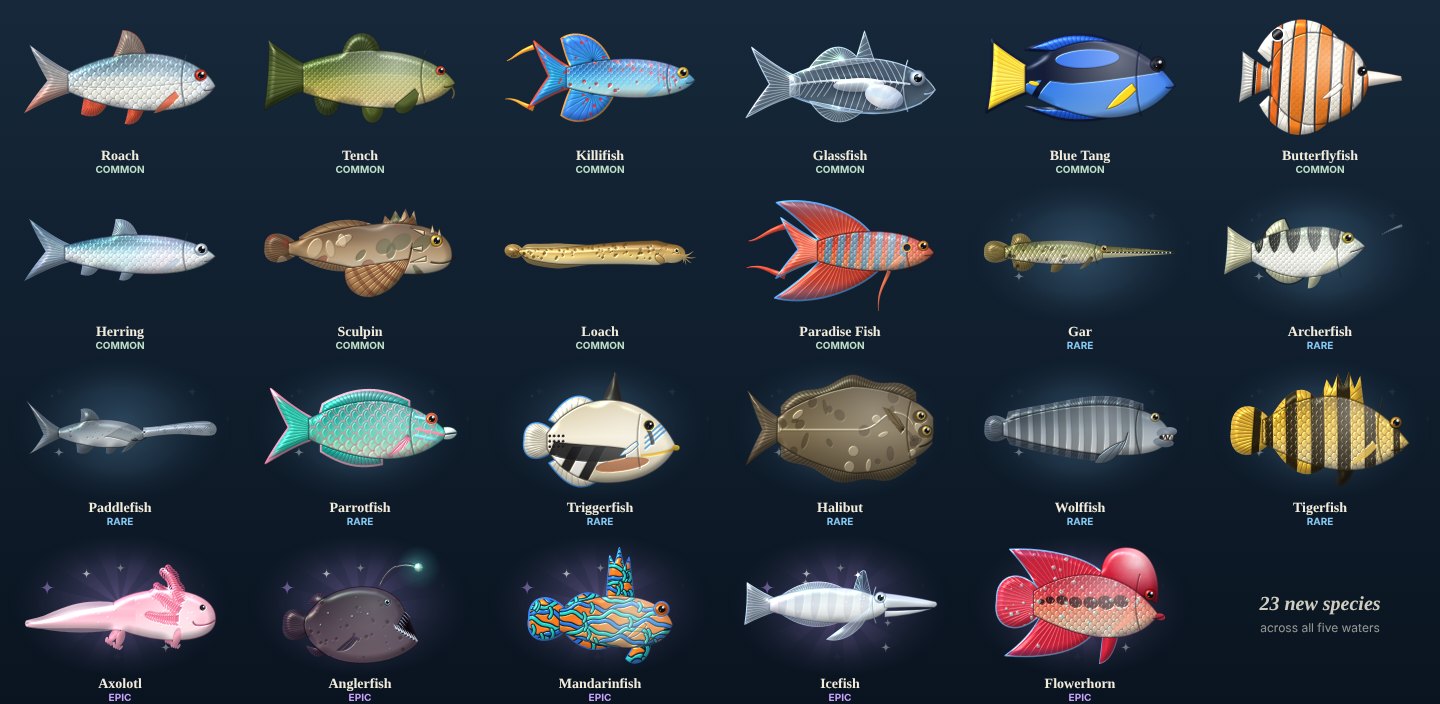 Roach
COMMON
Tench
COMMON
Killifish
COMMON
Glassfish
COMMON
Blue Tang
COMMON
Butterflyfish
COMMON
Herring
COMMON
Sculpin
COMMON
Loach
COMMON
Paradise Fish
COMMON
Gar
RARE
Archerfish
RARE
Paddlefish
RARE
Parrotfish
RARE
Triggerfish
RARE
Halibut
RARE
Wolffish
RARE
Tigerfish
RARE
Axolotl
EPIC
Anglerfish
EPIC
Mandarinfish
EPIC
Icefish
EPIC
Flowerhorn
EPIC
23 new species
across all five waters